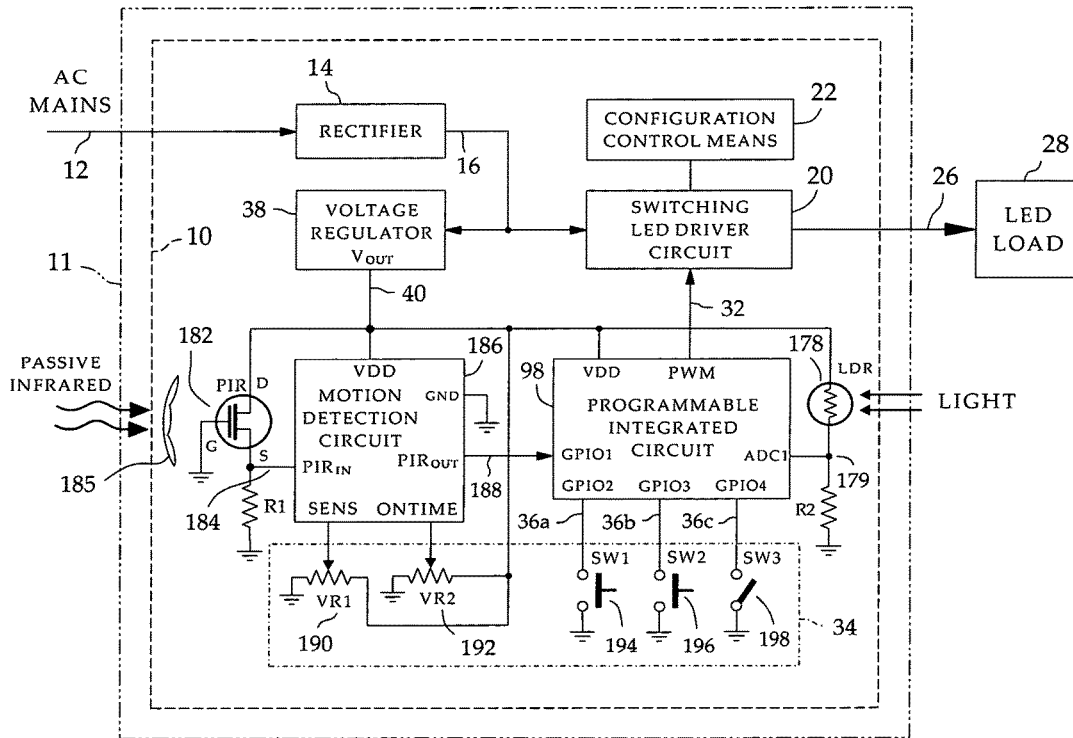 AC
MAINS
12
14
RECTIFIER
16
22
CONFIGURATION
CONTROL MEANS
20
SWITCHING
LED DRIVER
CIRCUIT
26
28
LED
LOAD
38
VOLTAGE
REGULATOR
VOUT
10
11
40
32
182
PASSIVE
INFRARED
185
PIR
D
G
S
184
R1
186
VDD
MOTION
DETECTION
CIRCUIT
GND
PIRIN
PIROUT
SENS
ONTIME
188
98
VDD
PWM
PROGRAMMABLE
INTEGRATED
CIRCUIT
GPIO1
ADC1
GPIO2
GPIO3
GPIO4
178
LDR
LIGHT
179
R2
36a
36b
36c
VR1
190
VR2
192
SW1
194
SW2
196
SW3
198
34